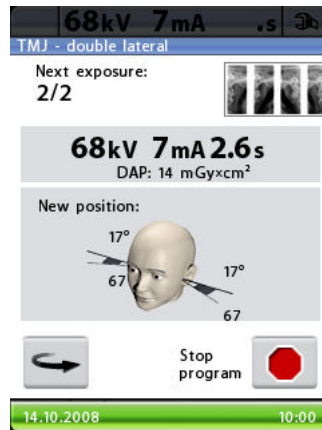 68kV 7mA .s
TMJ - double lateral
Next exposure:
2/2
68kV 7mA 2.6s
DAP: 14 mGy×cm²
New position:
17°
67
17°
67
Stop
program
14.10.2008 10:00